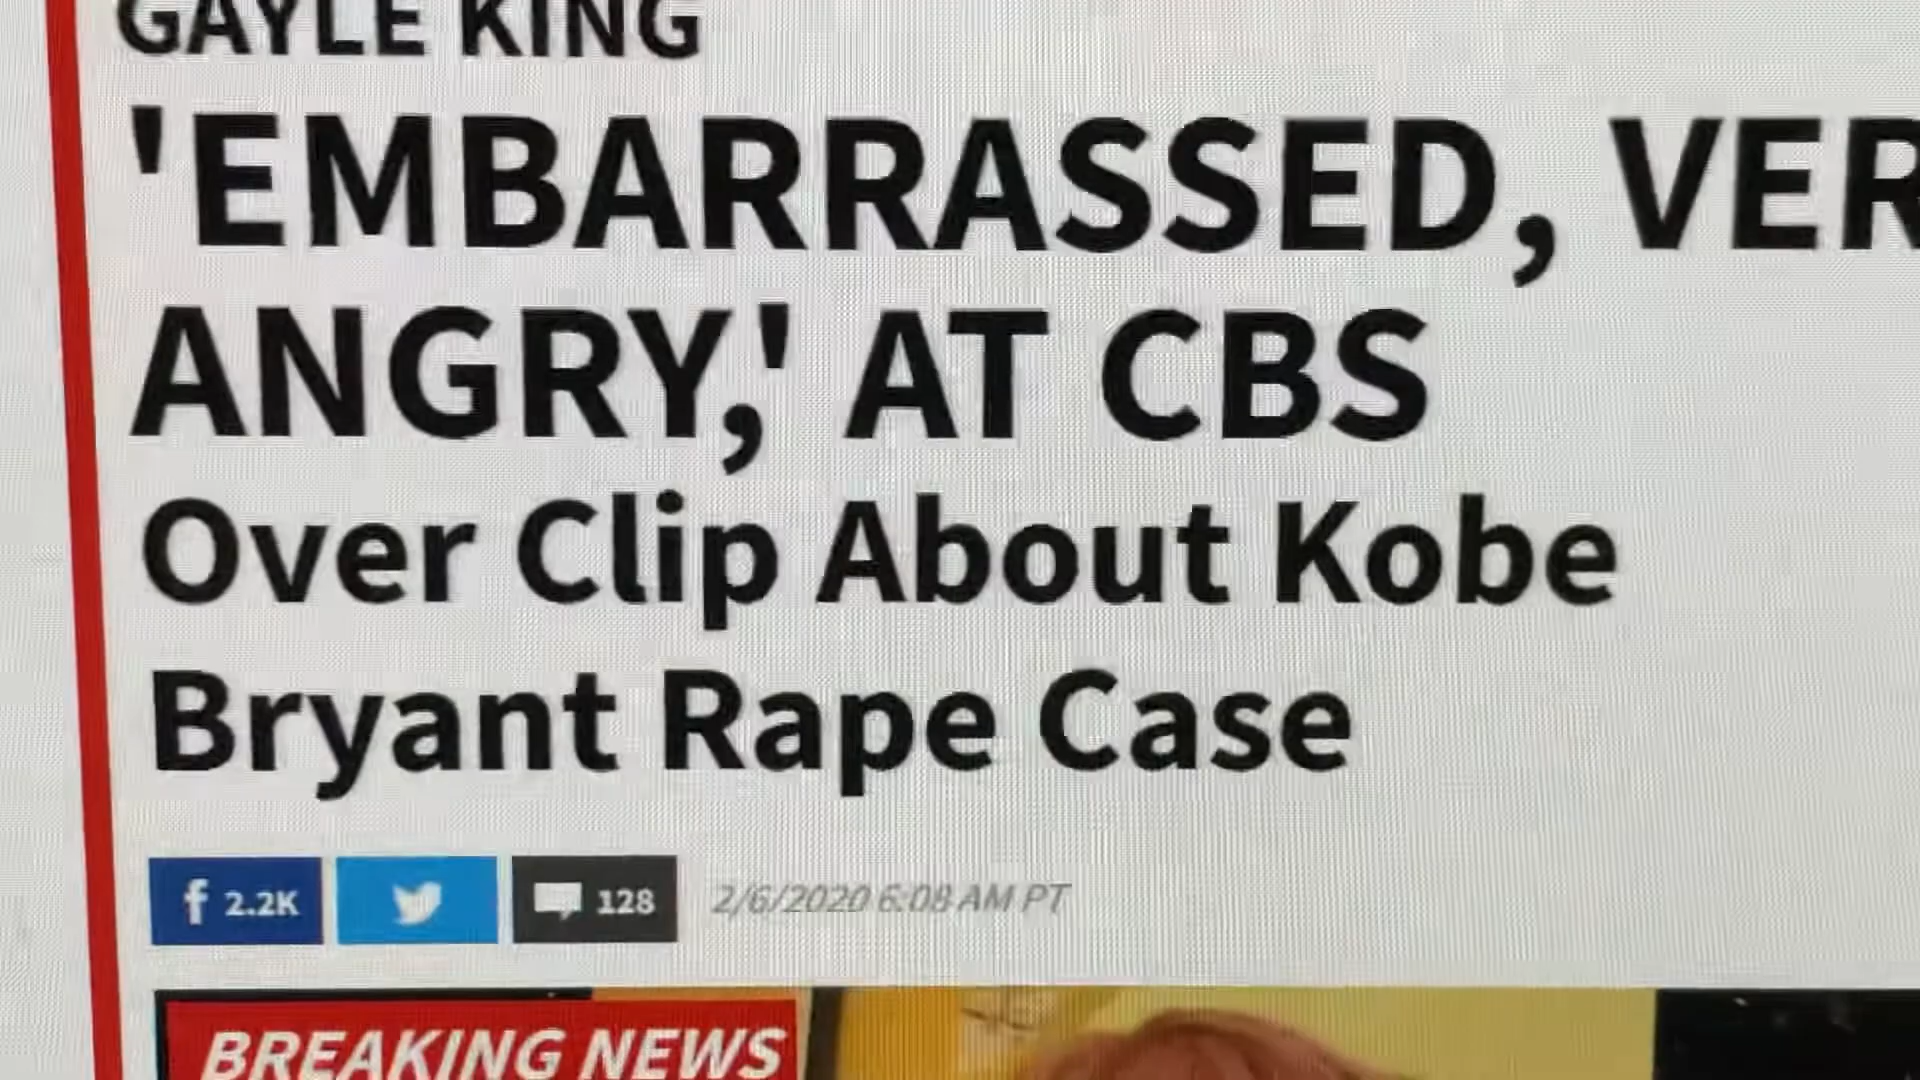 GAYLE KING
'EMBARRASSED, VER
ANGRY,' AT CBS
Over Clip About Kobe
Bryant Rape Case
f 2.2K 128 2/6/2020 6:08 AM PT
BREAKING NEWS